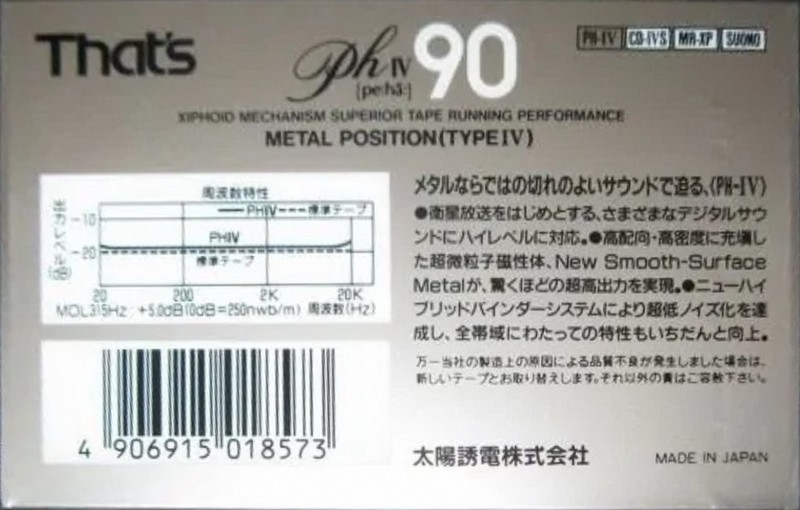 That's
Ph IV 90
[pe:hā:]
PH-IV CD-IVS MR-XP SUONO
XIPHOID MECHANISM SUPERIOR TAPE RUNNING PERFORMANCE
METAL POSITION (TYPE IV)
周波数特性
PHIV 標準テープ
出力レベル(dB)
-10
PHIV
-20
標準テープ
20 200 2K 20K
MOL315Hz:+5.0dB(0dB=250nwb/m) 周波数(Hz)
メタルならではの切れのよいサウンドで迫る、〈PH-IV〉
●衛星放送をはじめとする、さまざまなデジタルサウ
ンドにハイレベルに対応。●高配向・高密度に充塡し
た超微粒子磁性体、New Smooth-Surface
Metalが、驚くほどの超高出力を実現。●ニューハイ
ブリッドバインダーシステムにより超低ノイズ化を達
成し、全帯域にわたっての特性もいちだんと向上。
万一当社の製造上の原因による品質不良が発生しました場合は、
新しいテープとお取り替えします。それ以外の責はご容赦下さい。
4 906915 018573
太陽誘電株式会社 MADE IN JAPAN